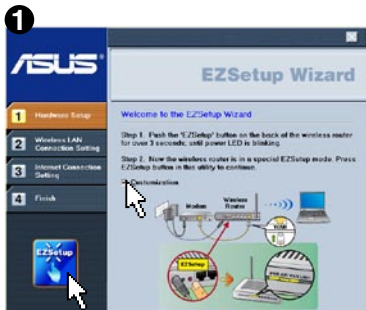 1
ASUS
EZSetup Wizard
1 Hardware Setup
2 Wireless LAN
Connection Setting
3 Internet Connection
Setting
4 Finish
EZSetup
Welcome to the EZSetup Wizard
Step 1. Push the 'EZSetup' button on the back of the wireless router
for over 3 seconds, until power LED is blinking.
Step 2. Now the wireless router is in a special EZSetup mode. Press
EZSetup button in this utility to continue.
Customization
Modem
Wireless
Router
EZSetup